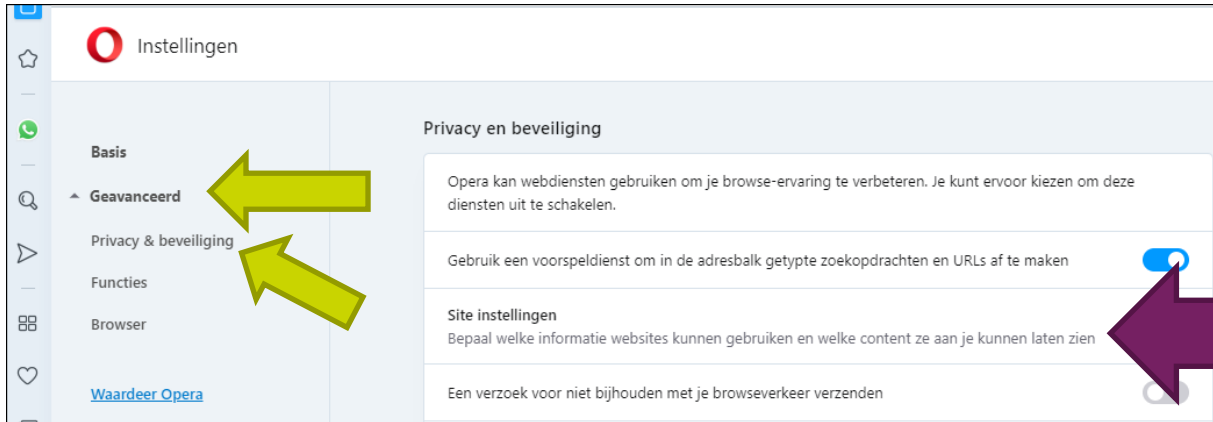 Instellingen
Basis
Geavanceerd
Privacy & beveiliging
Functies
Browser
Waardeer Opera
Privacy en beveiliging
Opera kan webdiensten gebruiken om je browse-ervaring te verbeteren. Je kunt ervoor kiezen om deze
diensten uit te schakelen.
Gebruik een voorspeldienst om in de adresbalk getypte zoekopdrachten en URLs af te maken
Site instellingen
Bepaal welke informatie websites kunnen gebruiken en welke content ze aan je kunnen laten zien
Een verzoek voor niet bijhouden met je browseverkeer verzenden